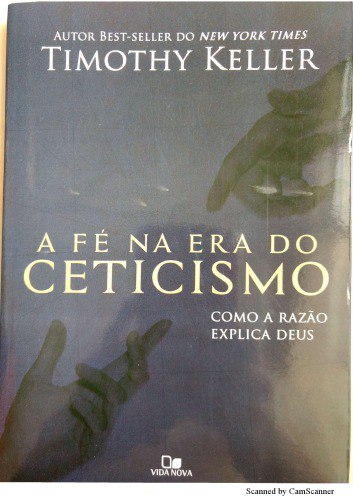 AUTOR BEST-SELLER DO NEW YORK TIMES
TIMOTHY KELLER
A FÉ NA ERA DO
CETICISMO
COMO A RAZÃO
EXPLICA DEUS
VIDA NOVA
Scanned by CamScanner